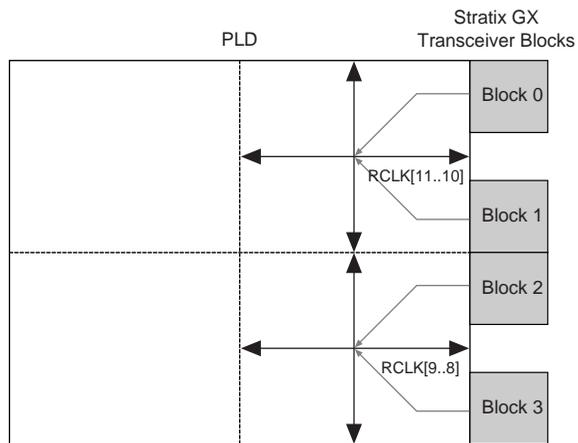 Stratix GX
PLD
Transceiver Blocks
Block 0
RCLK[11..10]
Block 1
Block 2
RCLK[9..8]
Block 3